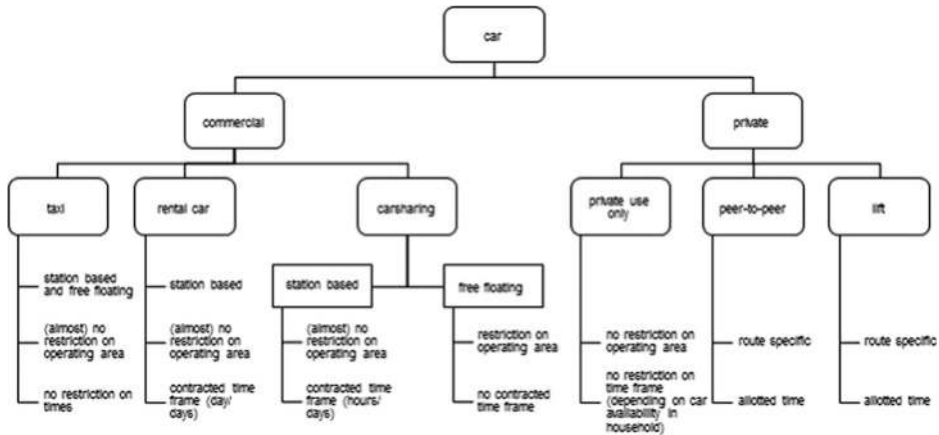 car
commercial
private
taxi
rental car
carsharing
private use
only
peer-to-peer
lift
station based
and free floating
(almost) no
restriction on
operating area
no restriction on
times
station based
(almost) no
restriction on
operating area
contracted time
frame (day/
days)
station based
(almost) no
restriction on
operating area
contracted time
frame (hours/
days)
free floating
restriction on
operating area
no contracted
time frame
no restriction on
operating area
no restriction on
time frame
(depending on car
availability in
household)
route specific
allotted time
route specific
allotted time